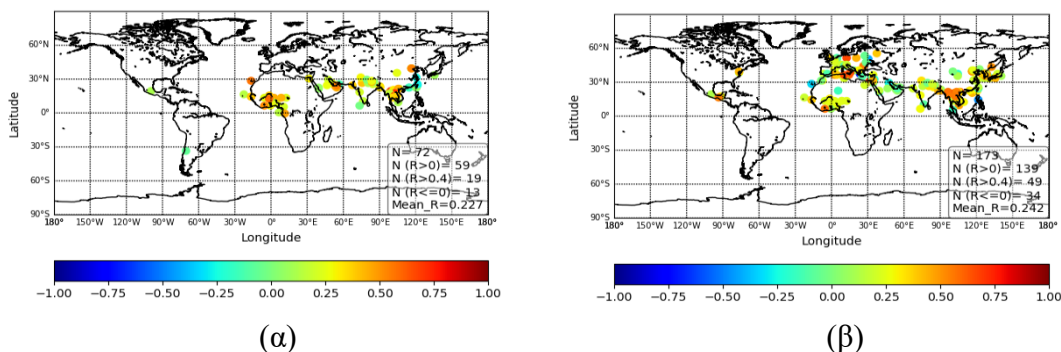 60°N
30°N
0°
30°S
60°S
90°S
180° 150°W 120°W 90°W 60°W 30°W 0° 30°E 60°E 90°E 120°E 150°E 180°
Latitude
Longitude
N= 72
N (R>0)= 59
N (R>0.4)= 19
N (R<=0)= 13
Mean_R=0.227
−1.00 −0.75 −0.50 −0.25 0.00 0.25 0.50 0.75 1.00
(α)
60°N
30°N
0°
30°S
60°S
90°S
180° 150°W 120°W 90°W 60°W 30°W 0° 30°E 60°E 90°E 120°E 150°E 180°
Latitude
Longitude
N= 173
N (R>0)= 139
N (R>0.4)= 49
N (R<=0)= 34
Mean_R=0.242
−1.00 −0.75 −0.50 −0.25 0.00 0.25 0.50 0.75 1.00
(β)